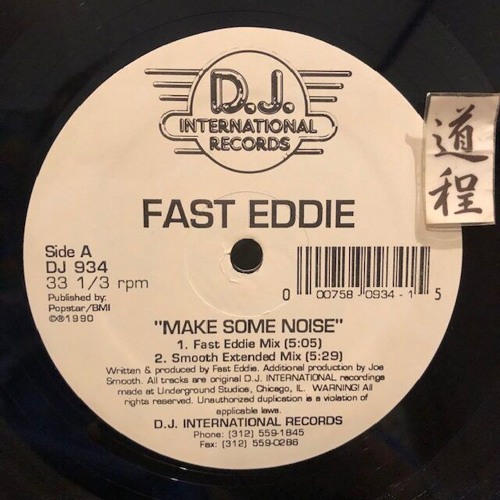 D.J.
INTERNATIONAL
RECORDS
道
程
FAST EDDIE
Side A
DJ 934
33 1/3 rpm
Published by:
Popstar/BMI
©℗1990
0 00758 0934-1 5
"MAKE SOME NOISE"
1. Fast Eddie Mix (5:05)
2. Smooth Extended Mix (5:29)
Written & produced by Fast Eddie. Additional production by Joe
Smooth. All tracks are original D.J. INTERNATIONAL recordings
made at Underground Studios, Chicago, IL. WARNING! All
rights reserved. Unauthorized duplication is a violation of
applicable laws.
D.J. INTERNATIONAL RECORDS
Phone: (312) 559-1845
Fax: (312) 559-0286